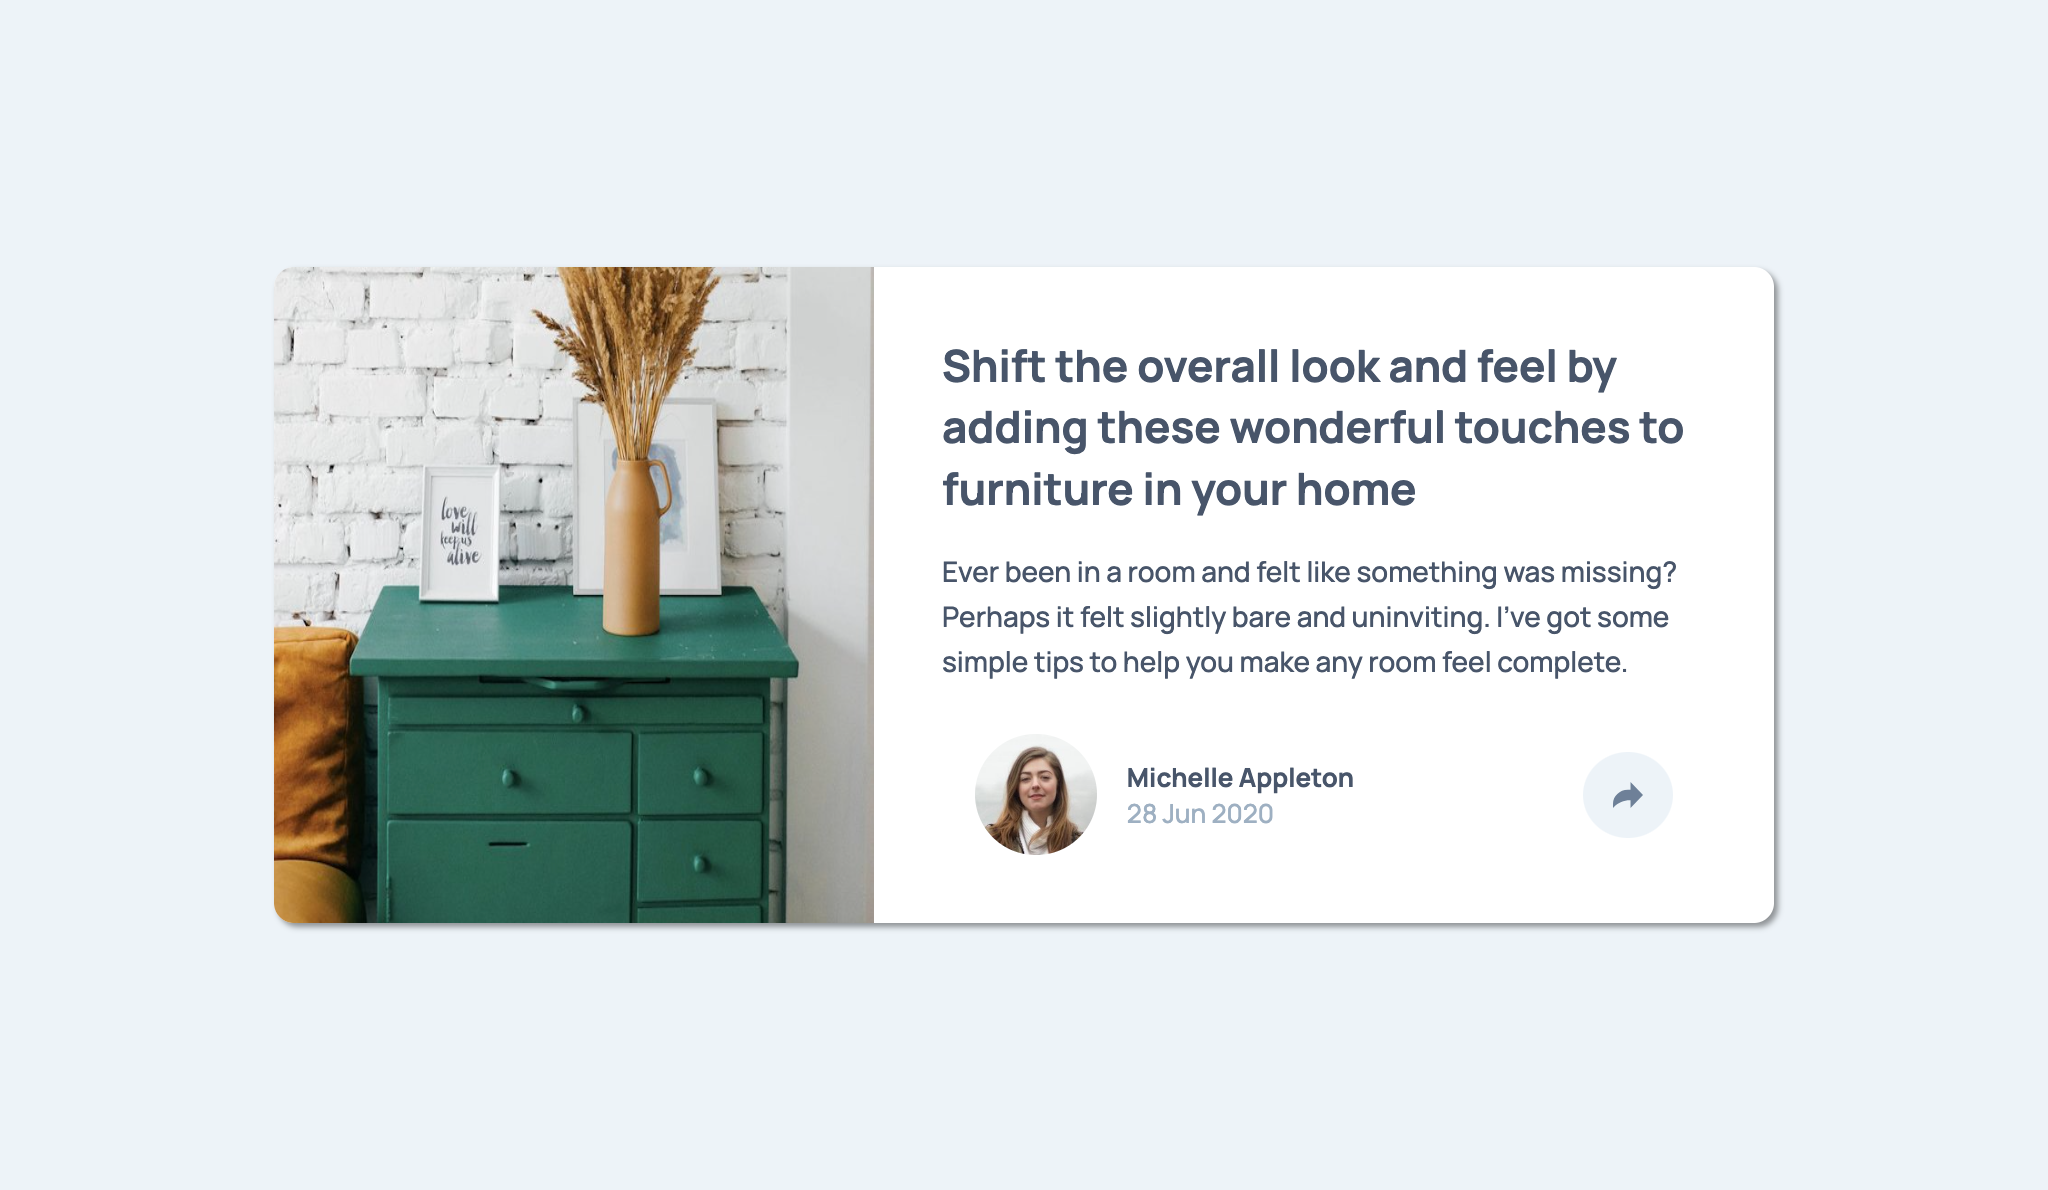 love
will
keep us
alive
Shift the overall look and feel by
adding these wonderful touches to
furniture in your home
Ever been in a room and felt like something was missing?
Perhaps it felt slightly bare and uninviting. I’ve got some
simple tips to help you make any room feel complete.
Michelle Appleton
28 Jun 2020